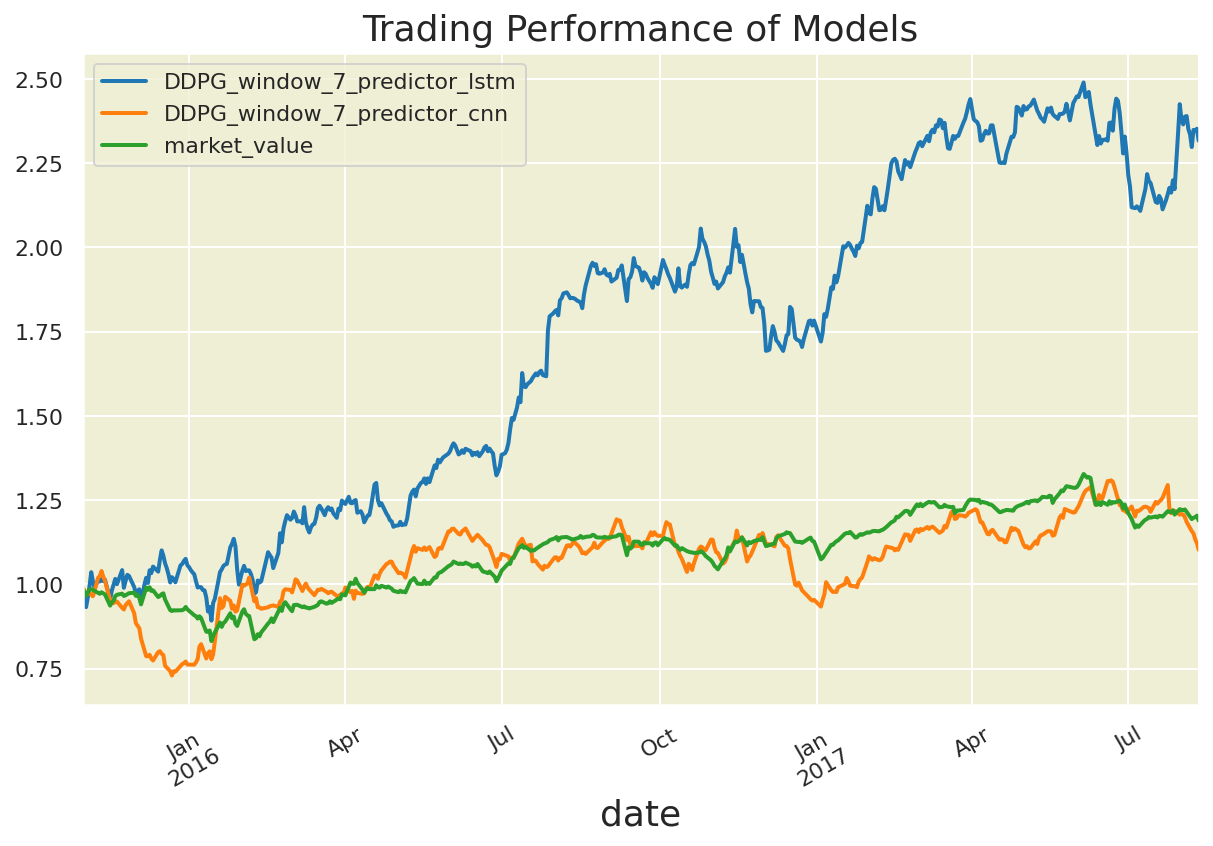 Trading Performance of Models
DDPG_window_7_predictor_lstm
DDPG_window_7_predictor_cnn
market_value
2.50
2.25
2.00
1.75
1.50
1.25
1.00
0.75
Jan
2016
Apr
Jul
Oct
Jan
2017
Apr
Jul
date